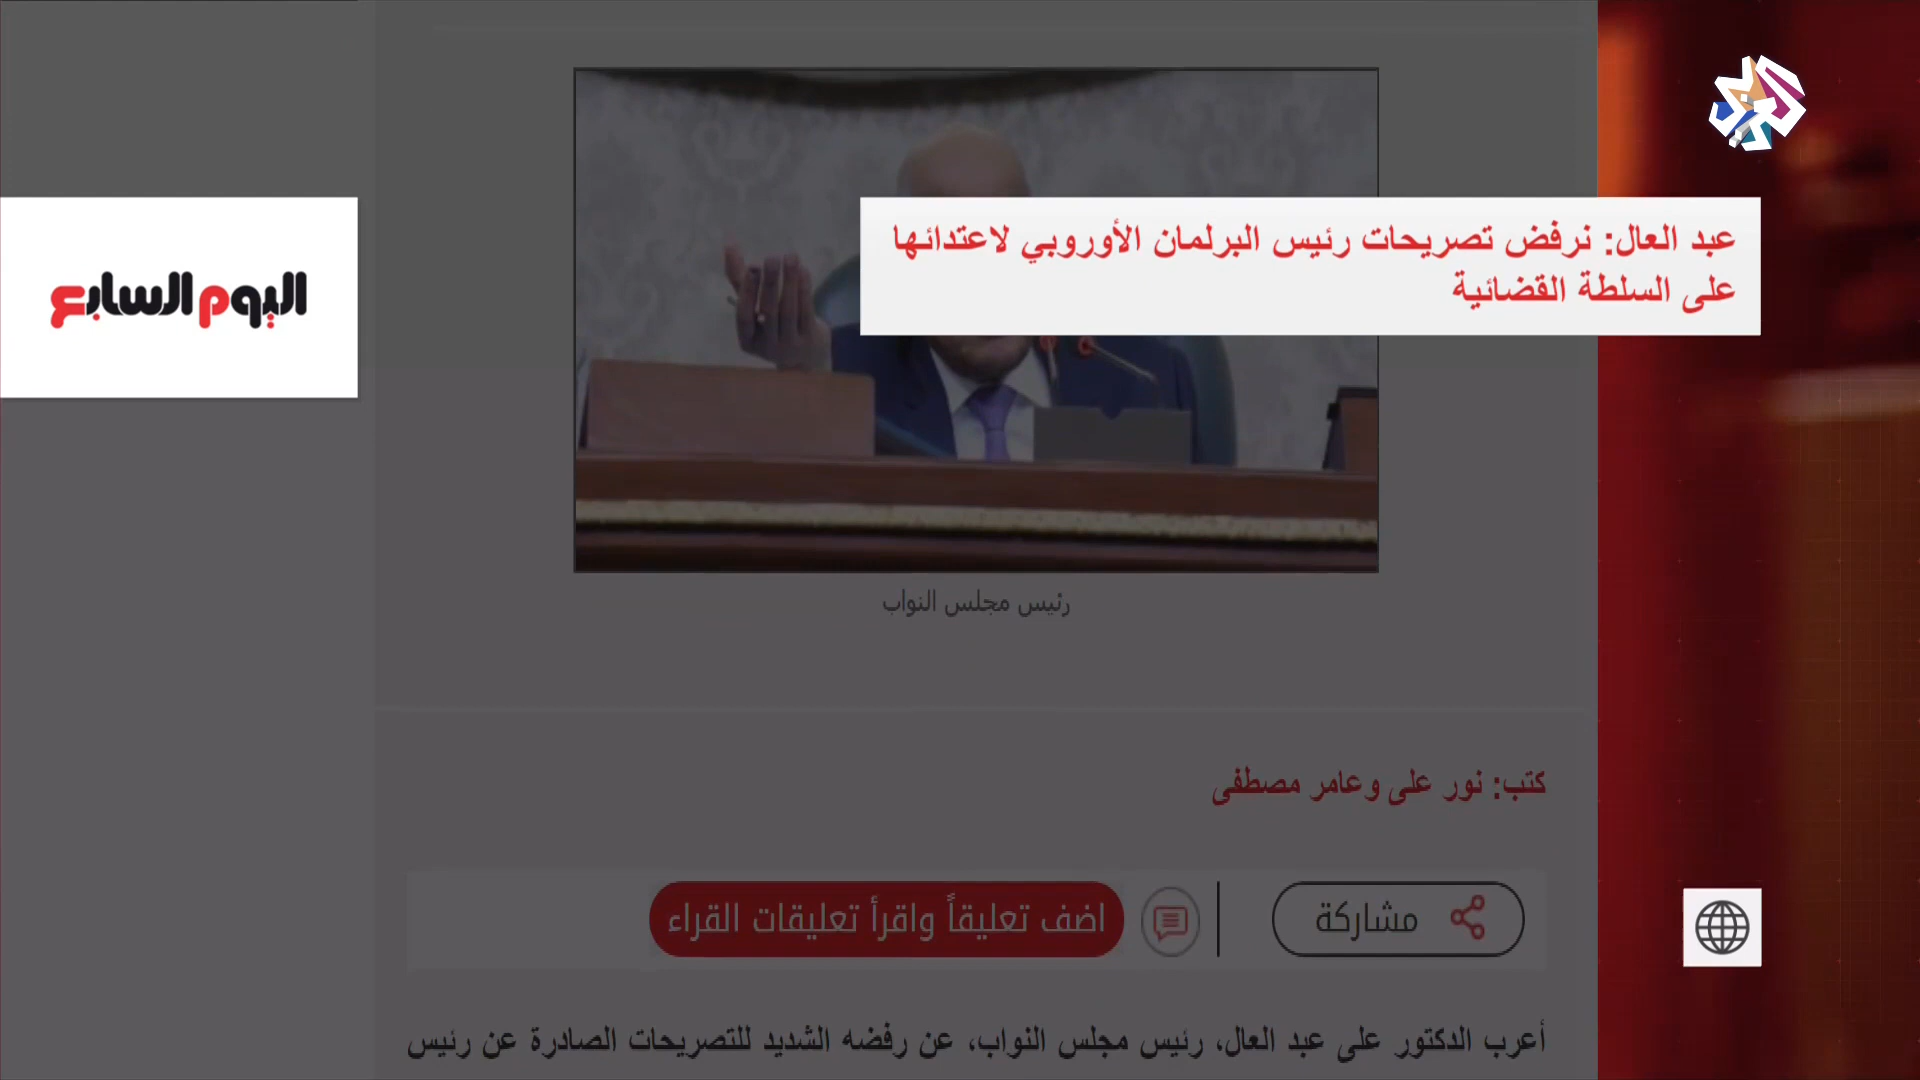 عبد العال: نرفض تصريحات رئيس البرلمان الأوروبي لاعتدائها
على السلطة القضائية
اليوم السابع
رئيس مجلس النواب
كتب: نور على وعامر مصطفى
مشاركة
اضف تعليقاً واقرأ تعليقات القراء
أعرب الدكتور على عبد العال، رئيس مجلس النواب، عن رفضه الشديد للتصريحات الصادرة عن رئيس